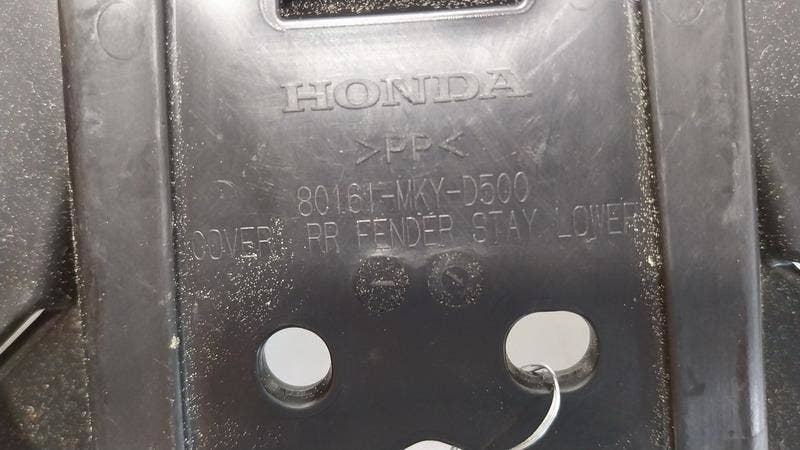 HONDA
>PP<
80161-MKY-D500
COVER, RR FENDER STAY LOWER